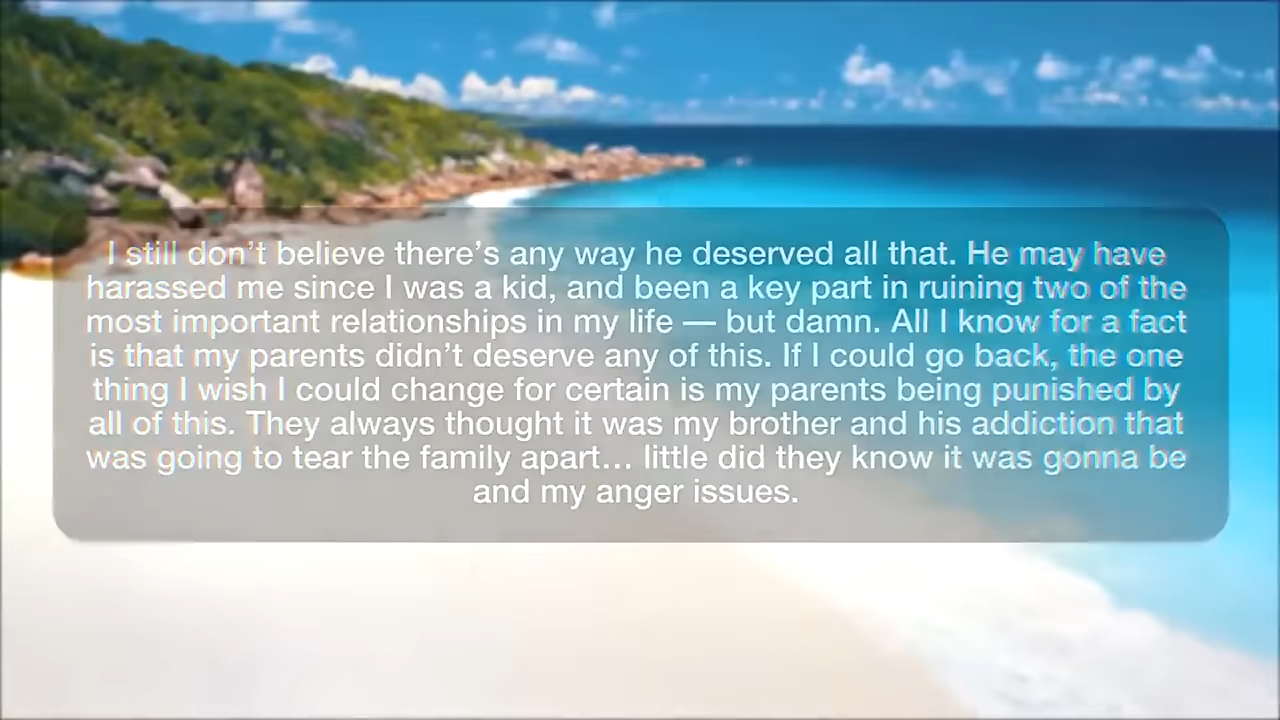 I still don’t believe there’s any way he deserved all that. He may have
harassed me since I was a kid, and been a key part in ruining two of the
most important relationships in my life — but damn. All I know for a fact
is that my parents didn’t deserve any of this. If I could go back, the one
thing I wish I could change for certain is my parents being punished by
all of this. They always thought it was my brother and his addiction that
was going to tear the family apart… little did they know it was gonna be
and my anger issues.